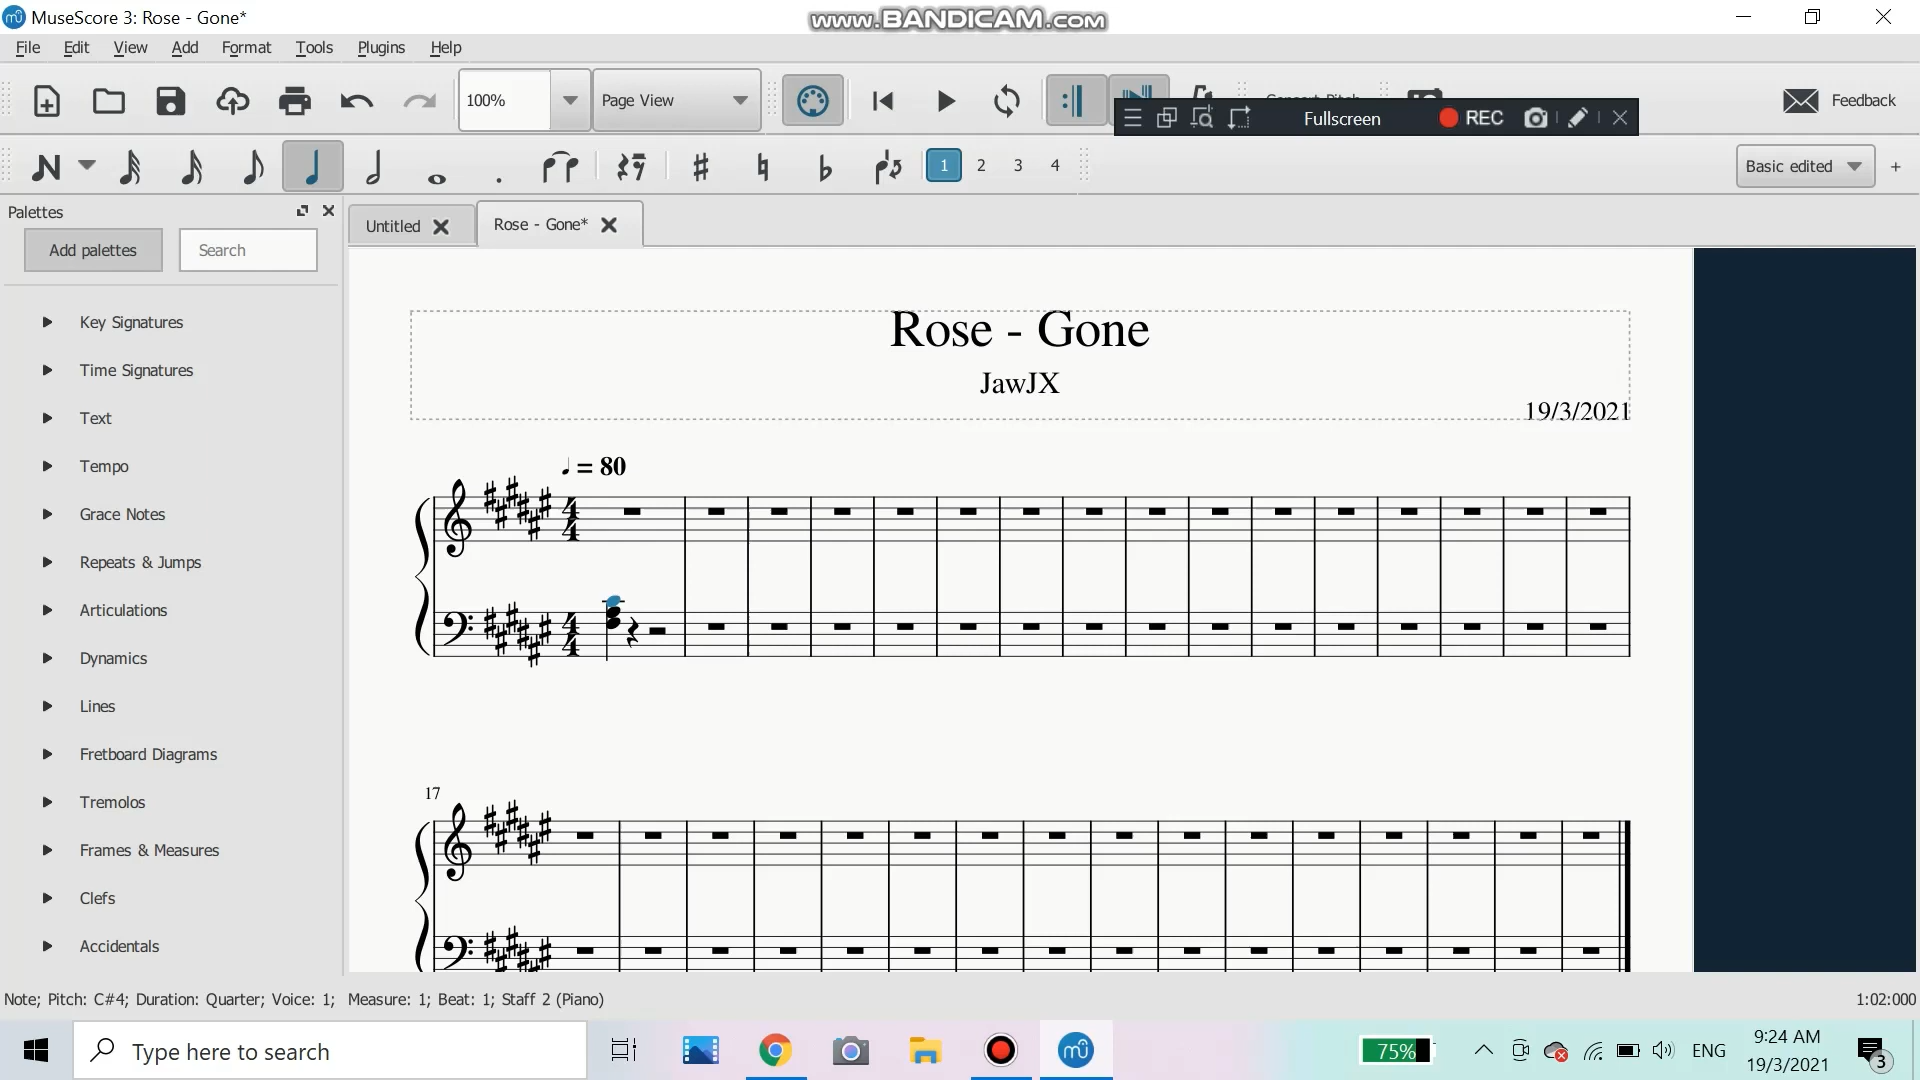 MuseScore 3: Rose - Gone*
www.BANDICAM.com
File Edit View Add Format Tools Plugins Help
100%
Page View
Feedback
Fullscreen
REC
1 2 3 4
Basic edited
+
Palettes
Untitled
Rose - Gone*
Add palettes
Search
Key Signatures
Time Signatures
Text
Tempo
Grace Notes
Repeats & Jumps
Articulations
Dynamics
Lines
Fretboard Diagrams
Tremolos
Frames & Measures
Clefs
Accidentals
Rose - Gone
JawJX
19/3/2021
= 80
4
4
4
4
17
Note; Pitch: C#4; Duration: Quarter; Voice: 1; Measure: 1; Beat: 1; Staff 2 (Piano)
1:02:000
Type here to search
75%
ENG
9:24 AM
19/3/2021
3